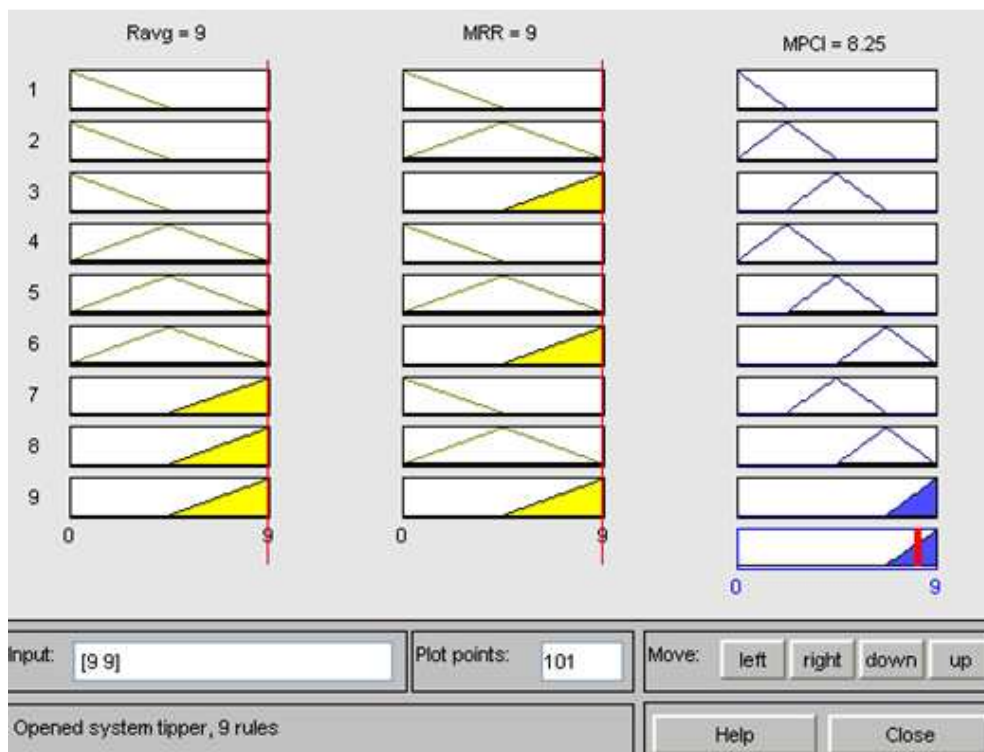 Ravg = 9
MRR = 9
MPCI = 8.25
1
2
3
4
5
6
7
8
9
0 9
0 9
0 9
Input: [9 9]
Plot points: 101
Move: left right down up
Opened system tipper, 9 rules
Help
Close